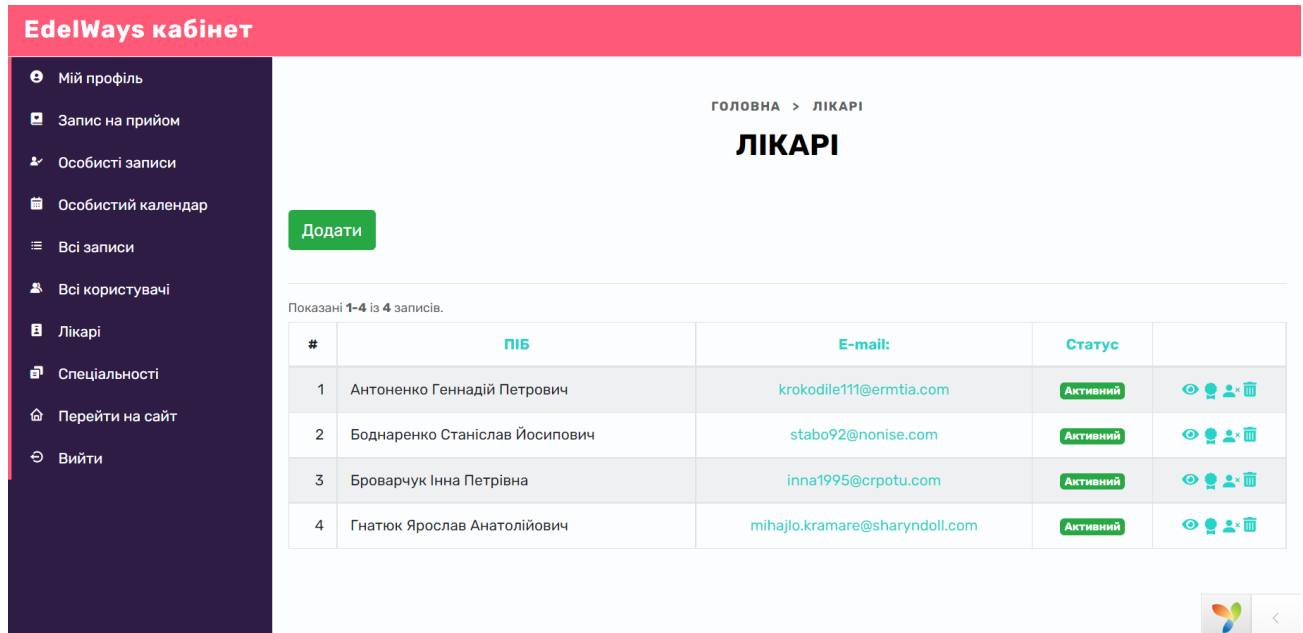 EdelWays кабінет
Мій профіль
Запис на прийом
Особисті записи
Особистий календар
Всі записи
Всі користувачі
Лікарі
Спеціальності
Перейти на сайт
Вийти
ГОЛОВНА > ЛІКАРІ
ЛІКАРІ
Додати
Показані 1-4 із 4 записів.
# ПІБ E-mail: Статус
1 Антоненко Геннадій Петрович krokodile111@ermtia.com Активний
2 Боднаренко Станіслав Йосипович stabo92@nonise.com Активний
3 Броварчук Інна Петрівна inna1995@crpotu.com Активний
4 Гнатюк Ярослав Анатолійович mihajlo.kramare@sharyndoll.com Активний